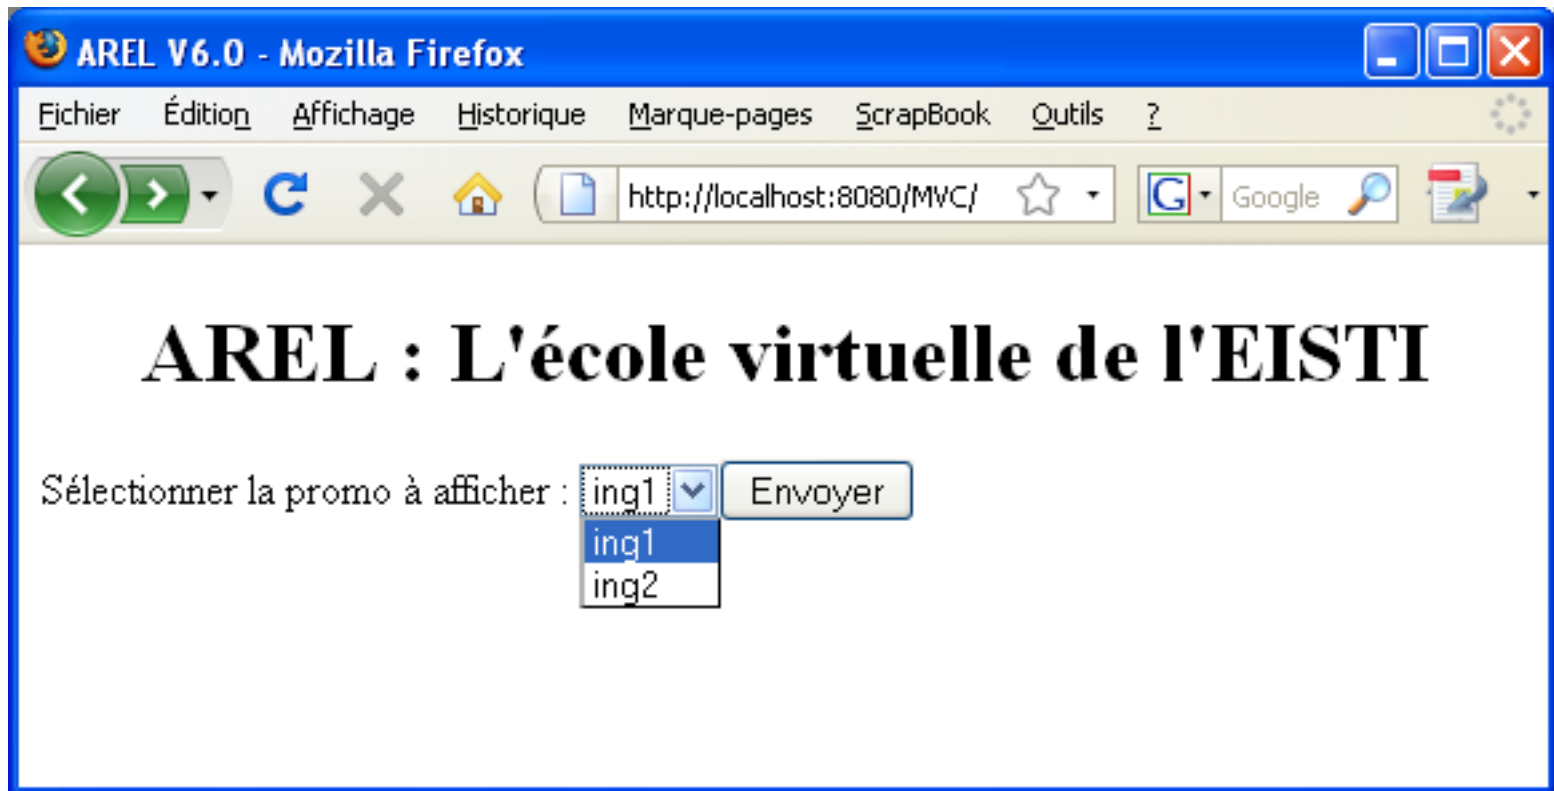 AREL V6.0 - Mozilla Firefox
Fichier Édition Affichage Historique Marque-pages ScrapBook Outils ?
http://localhost:8080/MVC/ G Google
AREL : L'école virtuelle de l'EISTI
Sélectionner la promo à afficher : ing1 Envoyer
ing1
ing2